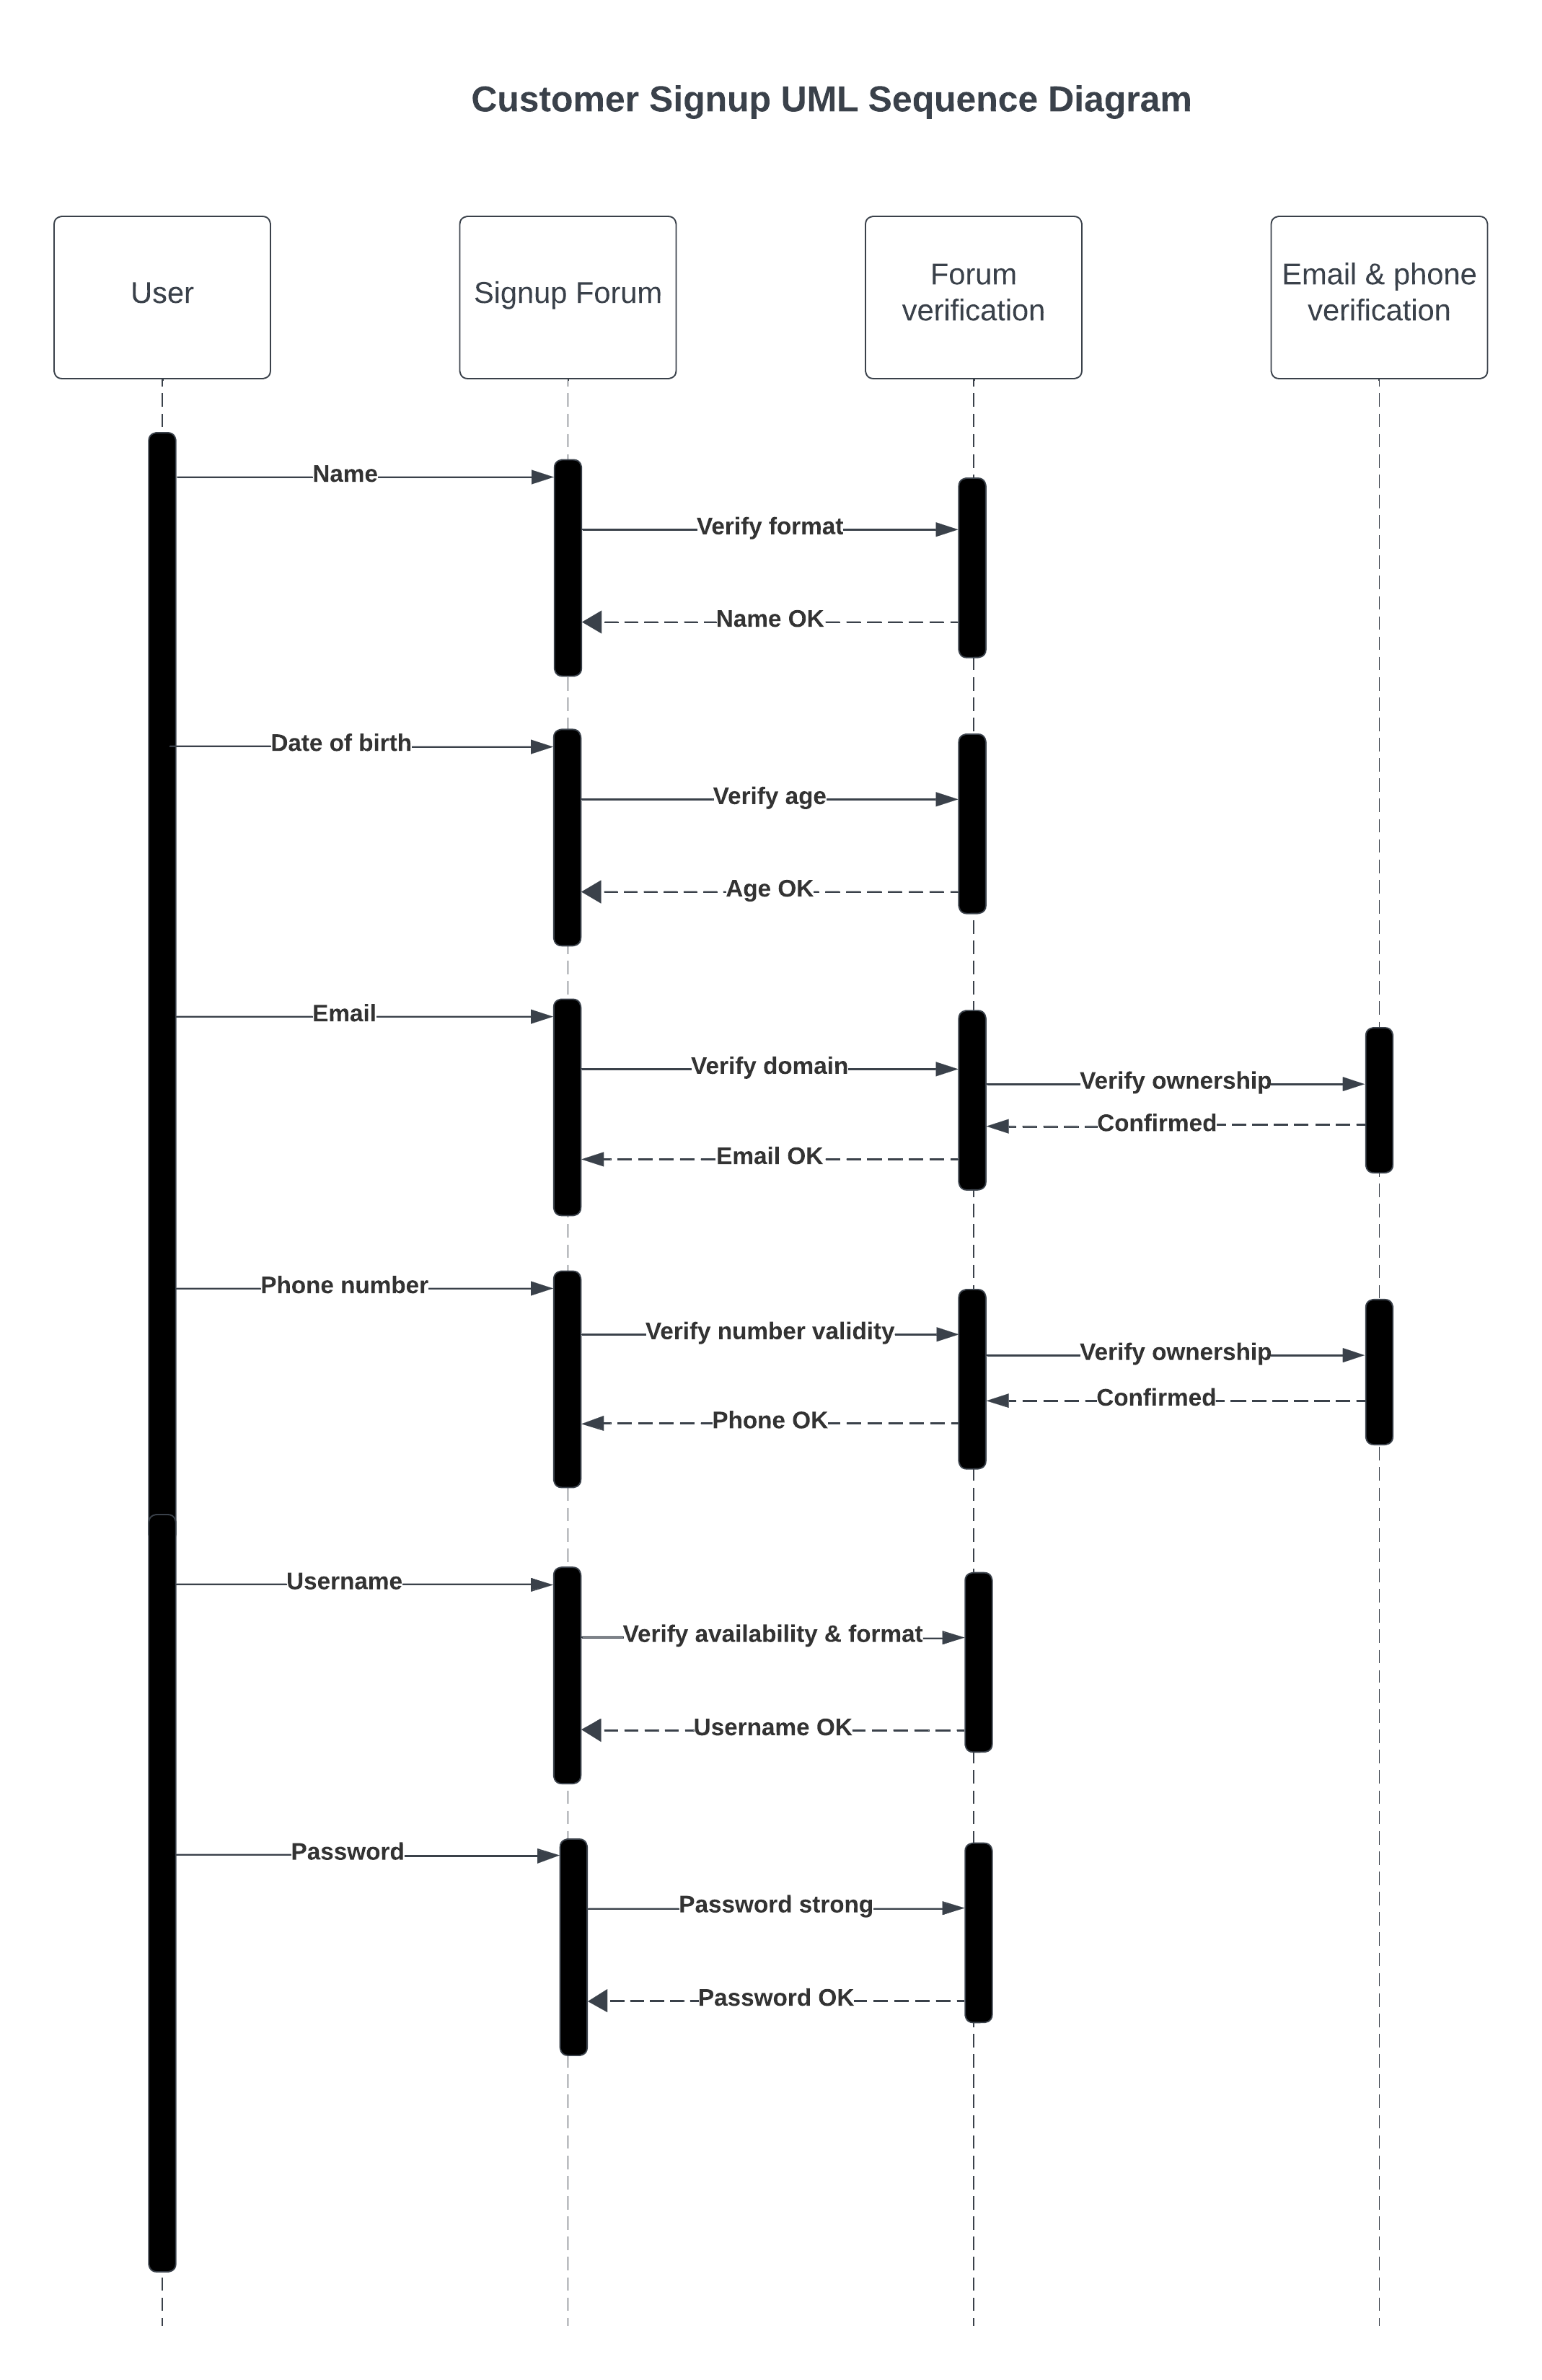 Customer Signup UML Sequence Diagram
User
Signup Forum
Forum
verification
Email & phone
verification
Name
Verify format
Name OK
Date of birth
Verify age
Age OK
Email
Verify domain
Verify ownership
Confirmed
Email OK
Phone number
Verify number validity
Verify ownership
Confirmed
Phone OK
Username
Verify availability & format
Username OK
Password
Password strong
Password OK